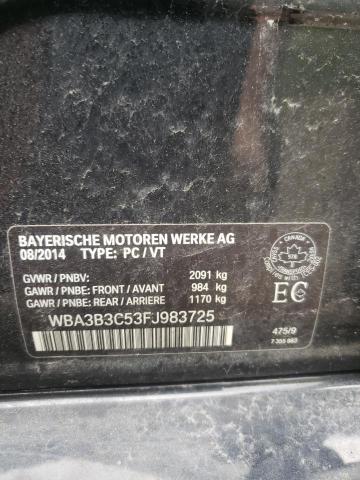 BAYERISCHE MOTOREN WERKE AG
08/2014 TYPE: PC / VT
GVWR / PNBV: 2091 kg
GAWR / PNBE: FRONT / AVANT 984 kg
GAWR / PNBE: REAR / ARRIERE 1170 kg
WBA3B3C53FJ983725
CANADA
EC
475/9